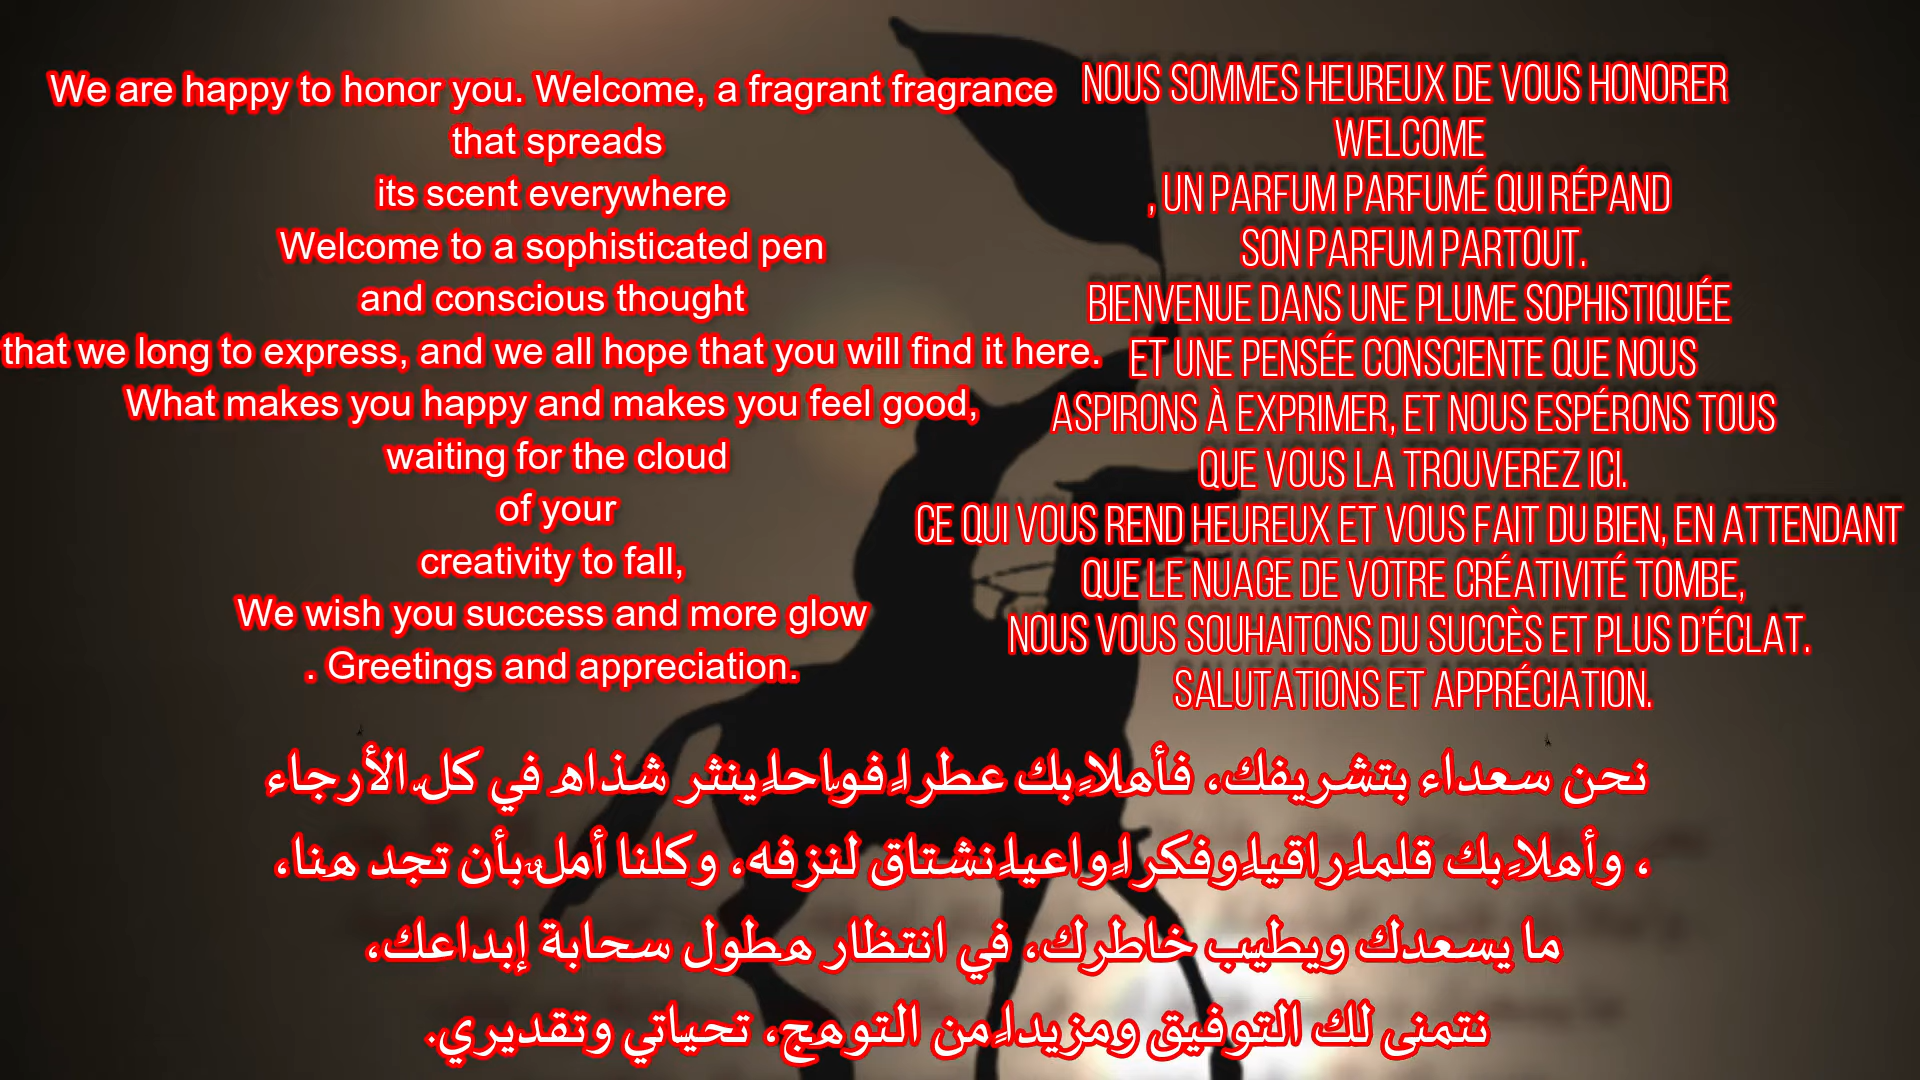 We are happy to honor you. Welcome, a fragrant fragrance
that spreads
its scent everywhere
Welcome to a sophisticated pen
and conscious thought
that we long to express, and we all hope that you will find it here.
What makes you happy and makes you feel good,
waiting for the cloud
of your
creativity to fall,
We wish you success and more glow
. Greetings and appreciation.
NOUS SOMMES HEUREUX DE VOUS HONORER
WELCOME
, UN PARFUM PARFUMÉ QUI RÉPAND
SON PARFUM PARTOUT.
BIENVENUE DANS UNE PLUME SOPHISTIQUÉE
ET UNE PENSÉE CONSCIENTE QUE NOUS
ASPIRONS À EXPRIMER, ET NOUS ESPÉRONS TOUS
QUE VOUS LA TROUVEREZ ICI.
CE QUI VOUS REND HEUREUX ET VOUS FAIT DU BIEN, EN ATTENDANT
QUE LE NUAGE DE VOTRE CRÉATIVITÉ TOMBE,
NOUS VOUS SOUHAITONS DU SUCCÈS ET PLUS D'ÉCLAT.
SALUTATIONS ET APPRÉCIATION.
نحن سعداء بتشريفك، فأهلاً بك عطراً فوّاحاً ينثر شذاه في كلِ الأرجاء
، وأهلاً بك قلماً راقياً وفكراً واعياً نشتاق لنزفه، وكلنا أملٌ بأن تجد هنا،
ما يسعدك ويطيب خاطرك، في انتظار هطول سحابة إبداعك،
نتمنى لك التوفيق ومزيداً من التوهج، تحياتي وتقديري.